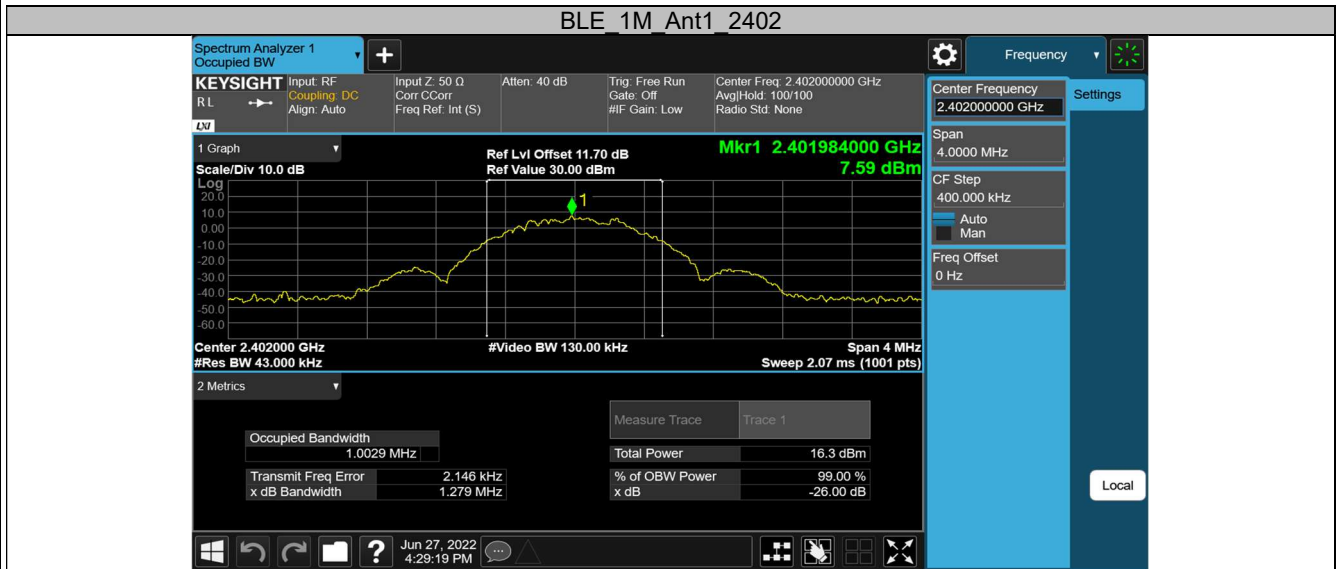 BLE_1M_Ant1_2402
Spectrum Analyzer 1
Occupied BW
Frequency
KEYSIGHT
R L
LXI
Input: RF
Coupling: DC
Align: Auto
Input Z: 50 Ω
Corr CCorr
Freq Ref: Int (S)
Atten: 40 dB
Trig: Free Run
Gate: Off
#IF Gain: Low
Center Freq: 2.402000000 GHz
Avg|Hold: 100/100
Radio Std: None
Center Frequency
2.402000000 GHz
Settings
Span
4.0000 MHz
CF Step
400.000 kHz
Auto
Man
Freq Offset
0 Hz
Local
1 Graph
Scale/Div 10.0 dB
Ref Lvl Offset 11.70 dB
Ref Value 30.00 dBm
Mkr1 2.401984000 GHz
7.59 dBm
Log
20.0
10.0
0.00
-10.0
-20.0
-30.0
-40.0
-50.0
-60.0
1
Center 2.402000 GHz
#Video BW 130.00 kHz
Span 4 MHz
#Res BW 43.000 kHz
Sweep 2.07 ms (1001 pts)
2 Metrics
Measure Trace
Trace 1
Occupied Bandwidth
1.0029 MHz
Total Power
16.3 dBm
Transmit Freq Error
2.146 kHz
% of OBW Power
99.00 %
x dB Bandwidth
1.279 MHz
x dB
-26.00 dB
?
Jun 27, 2022
4:29:19 PM